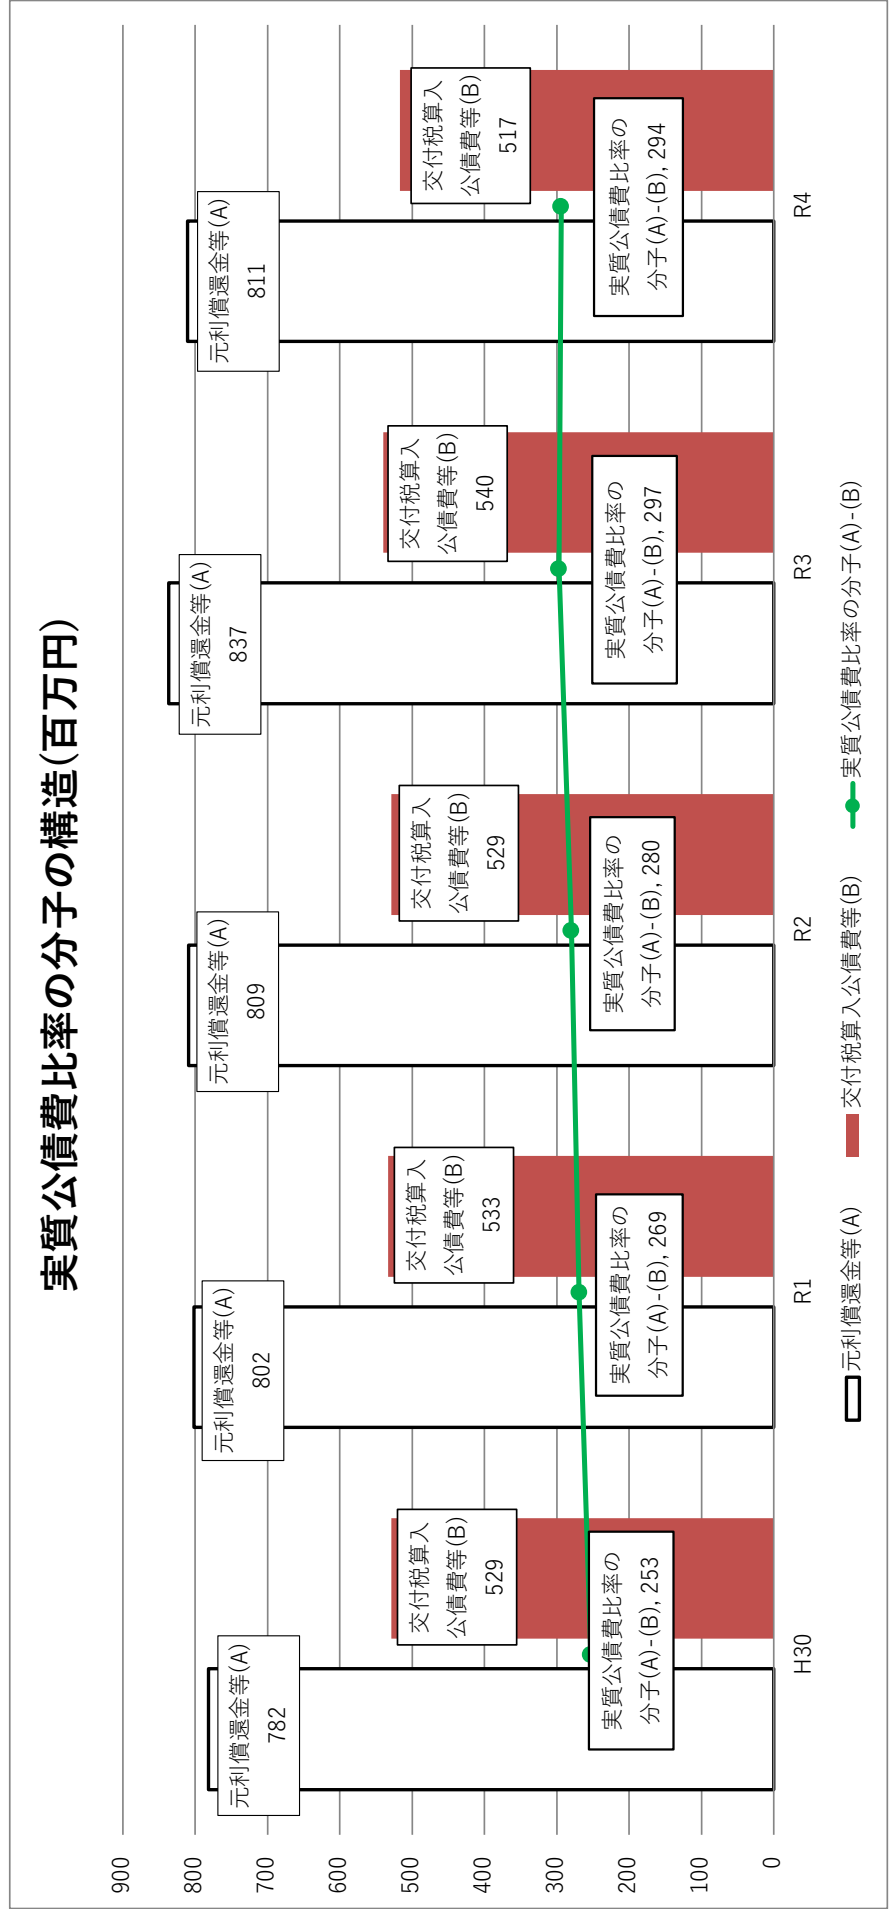 実質公債費比率の分子の構造(百万円)
900
800
700
600
500
400
300
200
100
0
元利償還金等(A)
782
交付税算入
公債費等(B)
529
実質公債費比率の
分子(A)-(B), 253
元利償還金等(A)
802
交付税算入
公債費等(B)
533
実質公債費比率の
分子(A)-(B), 269
元利償還金等(A)
809
交付税算入
公債費等(B)
529
実質公債費比率の
分子(A)-(B), 280
元利償還金等(A)
837
交付税算入
公債費等(B)
540
実質公債費比率の
分子(A)-(B), 297
元利償還金等(A)
811
交付税算入
公債費等(B)
517
実質公債費比率の
分子(A)-(B), 294
H30
R1
R2
R3
R4
元利償還金等(A)
交付税算入公債費等(B)
実質公債費比率の分子(A)-(B)